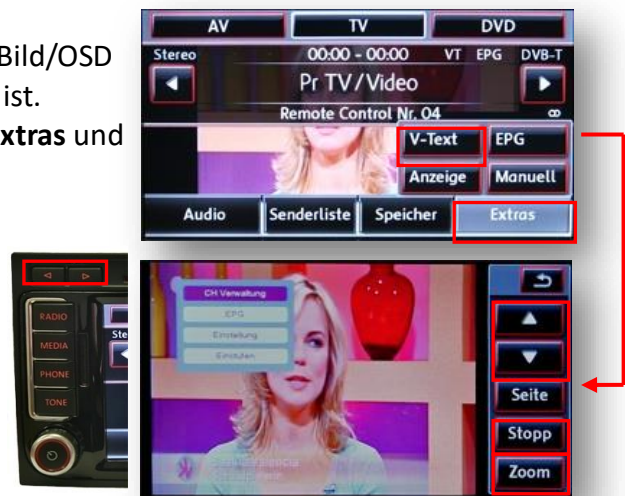 Bild/OSD
ist.
xtras und
AV TV DVD
Stereo 00:00 - 00:00 VT EPG DVB-T
Pr TV/Video
Remote Control Nr. 04
V-Text EPG
Anzeige Manuell
Audio Senderliste Speicher Extras
RADIO
MEDIA
PHONE
TONE
Ste
CH Verwaltung
EPG
Einstellung
Seite
Stopp
Zoom